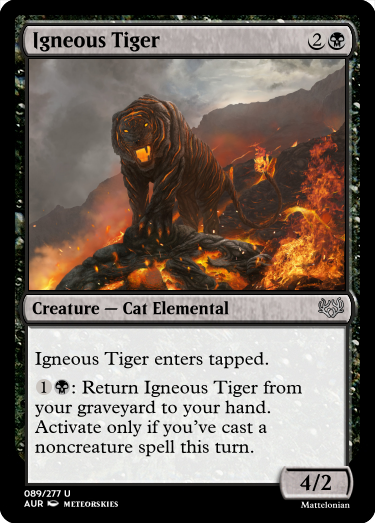 Igneous Tiger 2
Creature — Cat Elemental
Igneous Tiger enters tapped.
1: Return Igneous Tiger from
your graveyard to your hand.
Activate only if you've cast a
noncreature spell this turn.
4/2
089/277 U
AUR METEORSKIES
Mattelonian